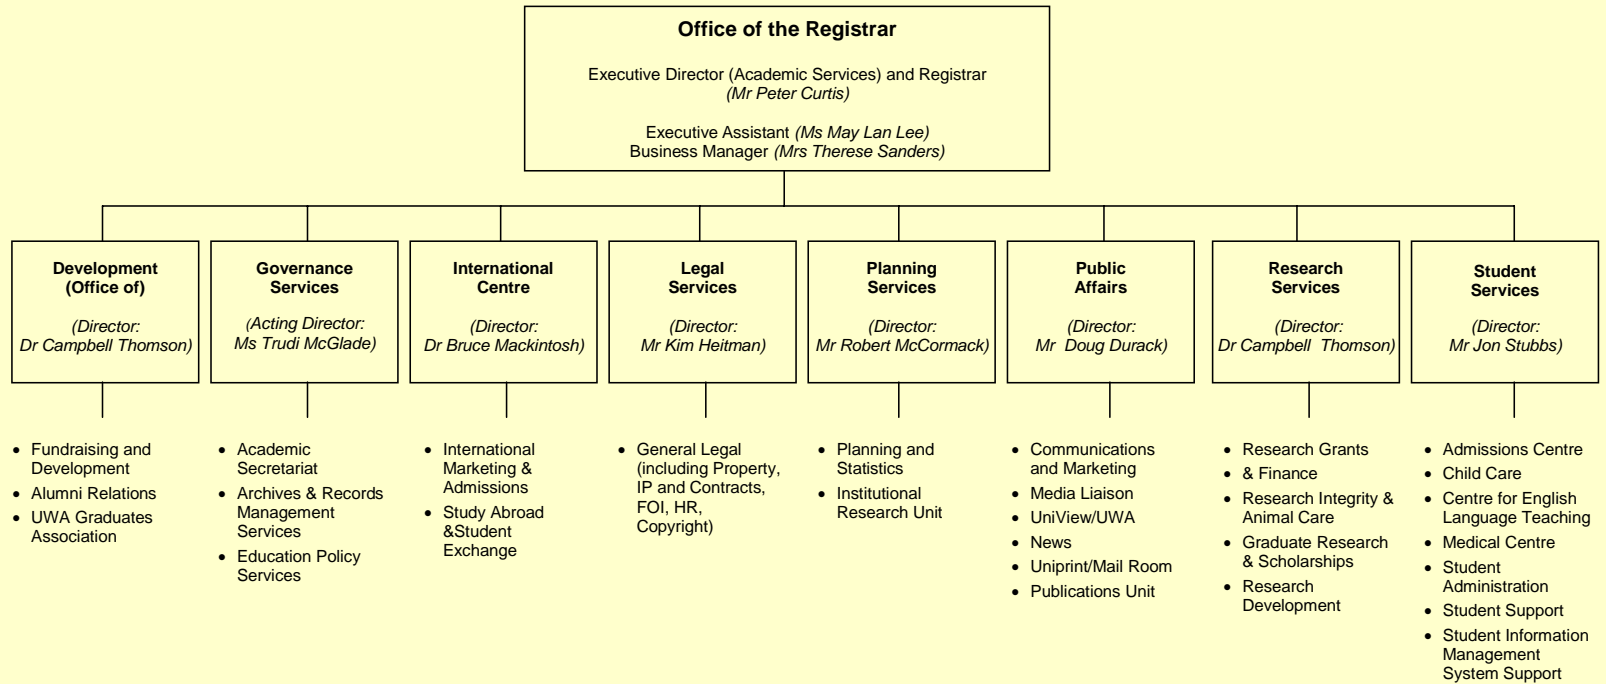 Office of the Registrar
Executive Director (Academic Services) and Registrar
(Mr Peter Curtis)
Executive Assistant (Ms May Lan Lee)
Business Manager (Mrs Therese Sanders)
Development
(Office of)
(Director:
Dr Campbell Thomson)
Governance
Services
(Acting Director:
Ms Trudi McGlade)
International
Centre
(Director:
Dr Bruce Mackintosh)
Legal
Services
(Director:
Mr Kim Heitman)
Planning
Services
(Director:
Mr Robert McCormack)
Public
Affairs
(Director:
Mr Doug Durack)
Research
Services
(Director:
Dr Campbell Thomson)
Student
Services
(Director:
Mr Jon Stubbs)
• Fundraising and
Development
• Alumni Relations
• UWA Graduates
Association
• Academic
Secretariat
• Archives & Records
Management
Services
• Education Policy
Services
• International
Marketing &
Admissions
• Study Abroad
&Student
Exchange
• General Legal
(including Property,
IP and Contracts,
FOI, HR,
Copyright)
• Planning and
Statistics
• Institutional
Research Unit
• Communications
and Marketing
• Media Liaison
• UniView/UWA
• News
• Uniprint/Mail Room
• Publications Unit
• Research Grants
• & Finance
• Research Integrity &
Animal Care
• Graduate Research
& Scholarships
• Research
Development
• Admissions Centre
• Child Care
• Centre for English
Language Teaching
• Medical Centre
• Student
Administration
• Student Support
• Student Information
Management
System Support